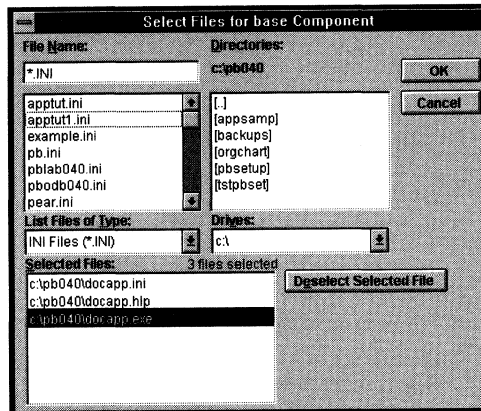 Select Files for base Component
File Name:
*.INI
apptut.ini
apptut1.ini
example.ini
pb.ini
pblab040.ini
pbodb040.ini
pear.ini
Directories:
c:\pb040
[..]
[appsamp]
[backups]
[orgchart]
[pbsetup]
[tstpbset]
OK
Cancel
List Files of Type:
INI Files (*.INI)
Drives:
c:\
Selected Files:
3 files selected
c:\pb040\docapp.ini
c:\pb040\docapp.hlp
c:\pb040\docapp.exe
Deselect Selected File